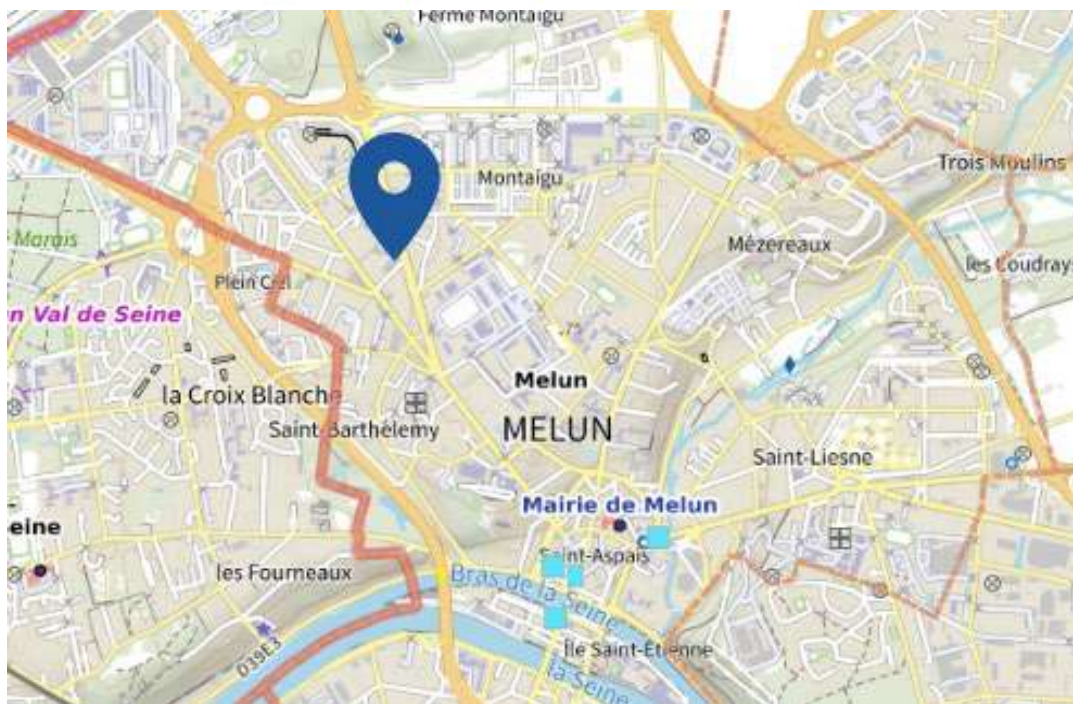 Ferme Montaigu
Montaigu
Trois Moulins
Marais
Mézereaux
les Coudray
Plein Ciel
n Val de Seine
75
Melun
la Croix Blanche
Saint-Barthélemy
MELUN
Saint-Liesne
Mairie de Melun
eine
Saint-Aspais
les Fourneaux
Bras de la Seine
Île Saint-Etienne
D39E3
la Seine